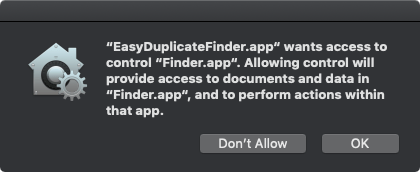 “EasyDuplicateFinder.app“ wants access to
control “Finder.app“. Allowing control will
provide access to documents and data in
“Finder.app“, and to perform actions within
that app.
Don’t Allow
OK